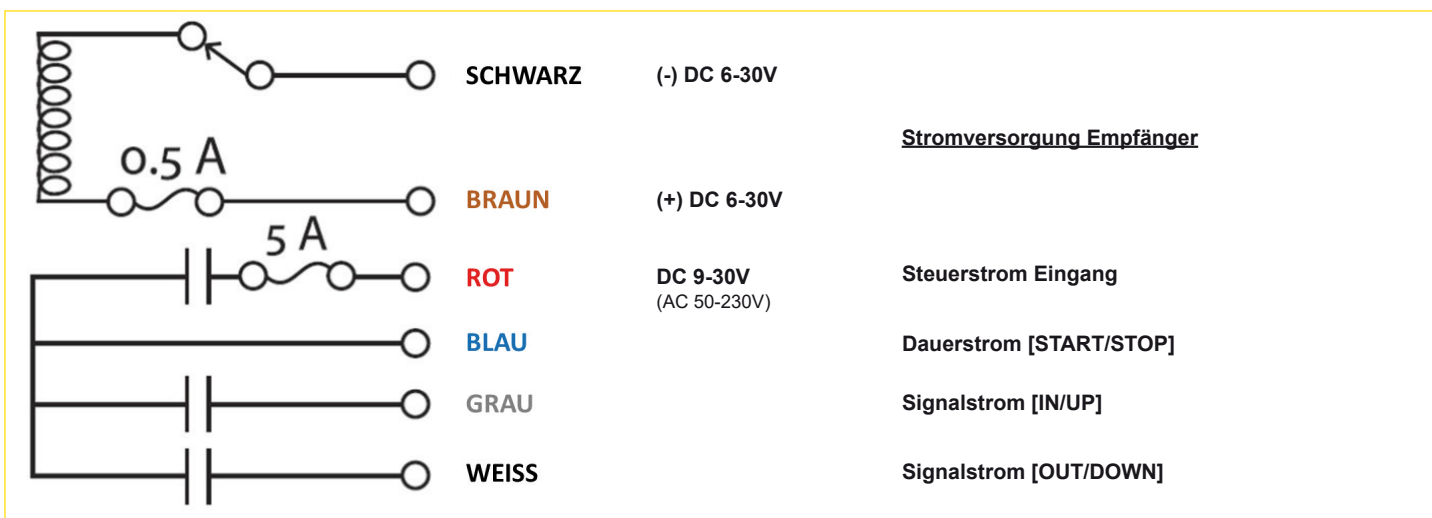 SCHWARZ (-) DC 6-30V
Stromversorgung Empfänger
0.5 A
BRAUN (+) DC 6-30V
5 A
ROT DC 9-30V Steuerstrom Eingang
(AC 50-230V)
BLAU Dauerstrom [START/STOP]
GRAU Signalstrom [IN/UP]
WEISS Signalstrom [OUT/DOWN]